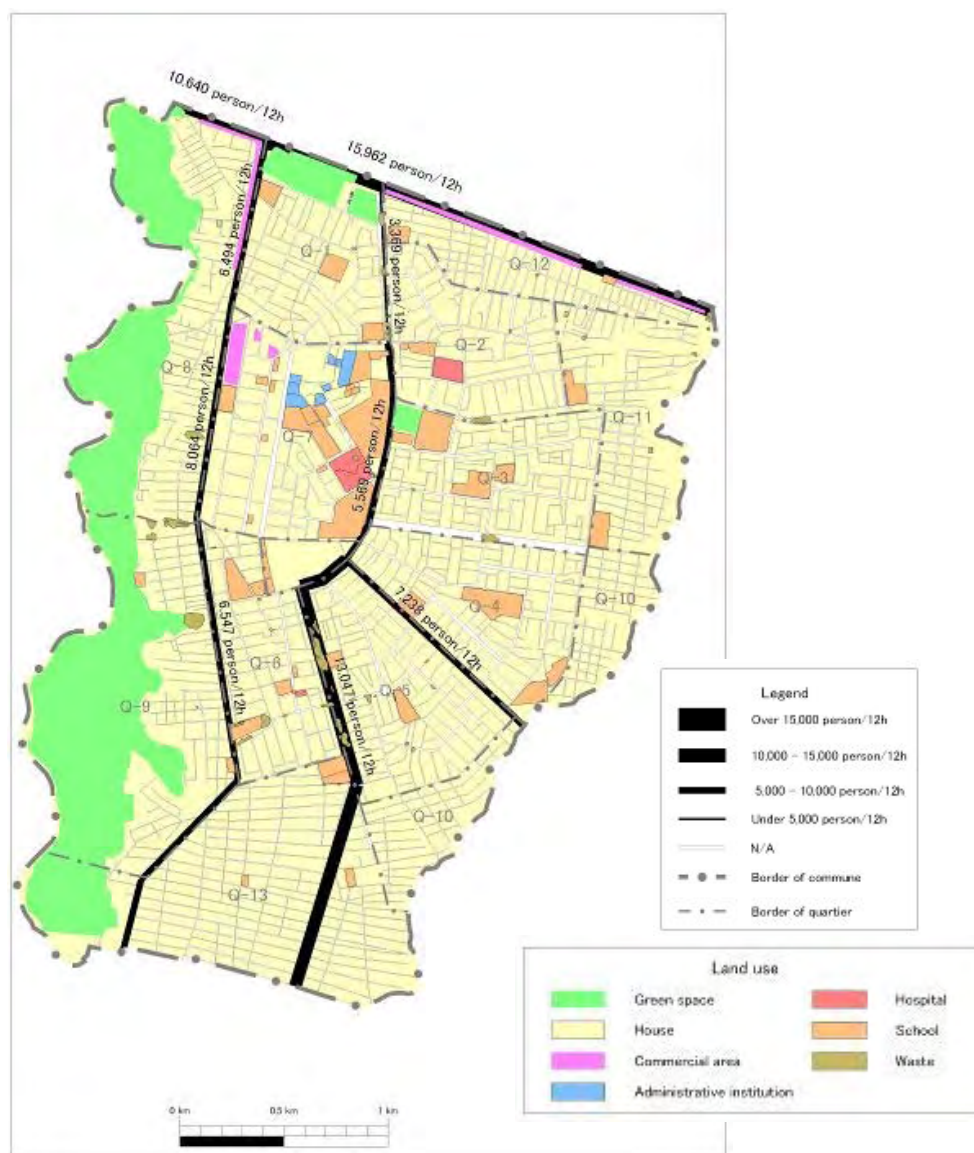 10,640 person/12h
15,962 person/12h
6,494 person/12h
3,369 person/12h
Q-1
Q-12
Q-2
Q-8
8,064 person/12h
Q-7
5,569 person/12h
Q-11
Q-3
Q-4
Q-10
7,238 person/12h
6,547 person/12h
Q-6
13,047 person/12h
Q-5
Q-9
Q-10
Q-13
Legend
Over 15,000 person/12h
10,000 - 15,000 person/12h
5,000 - 10,000 person/12h
Under 5,000 person/12h
N/A
Border of commune
Border of quartier
Land use
Green space
Hospital
House
School
Commercial area
Waste
Administrative institution
0 km
0.5 km
1 km